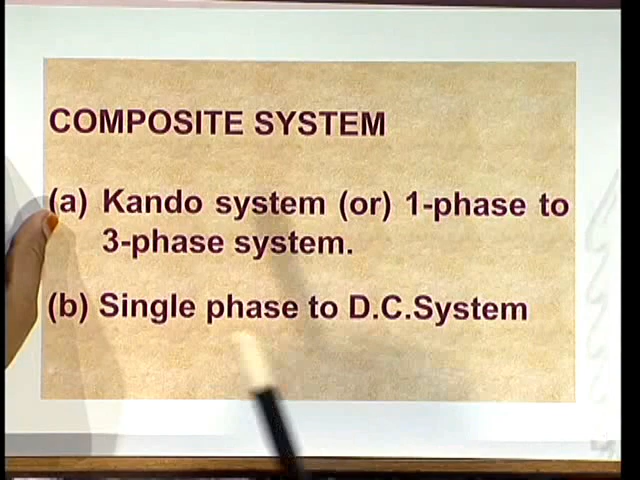 COMPOSITE SYSTEM
(a) Kando system (or) 1-phase to
3-phase system.
(b) Single phase to D.C.System